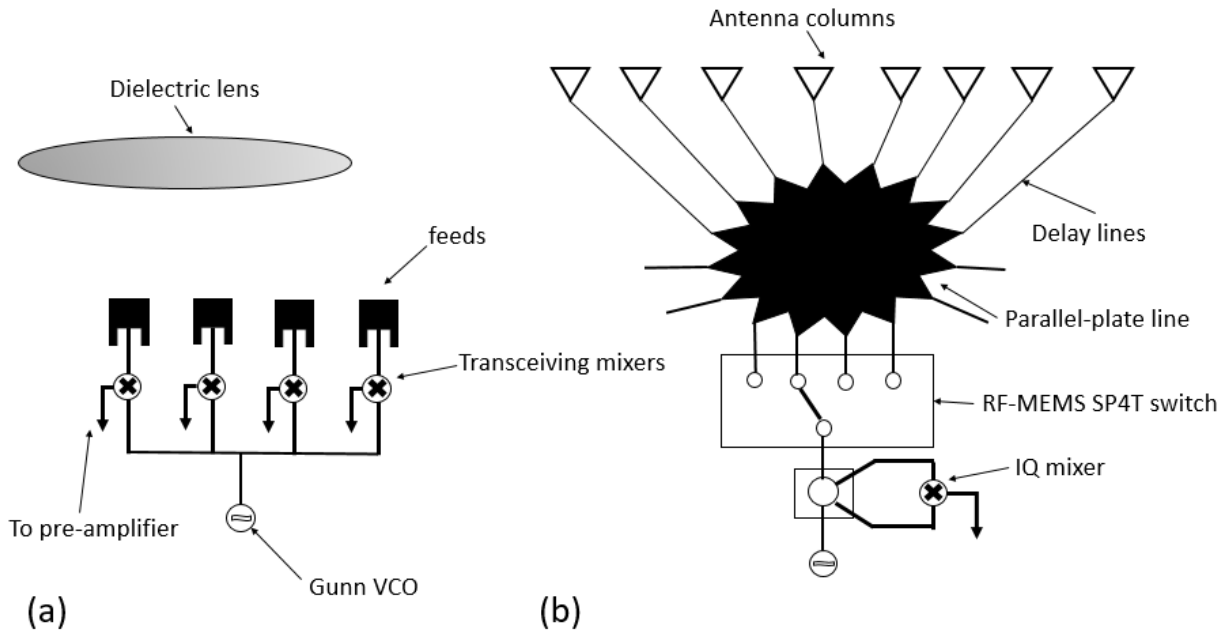 Antenna columns
Dielectric lens
feeds
Delay lines
Parallel-plate line
Transceiving mixers
RF-MEMS SP4T switch
IQ mixer
To pre-amplifier
Gunn VCO
(a)
(b)